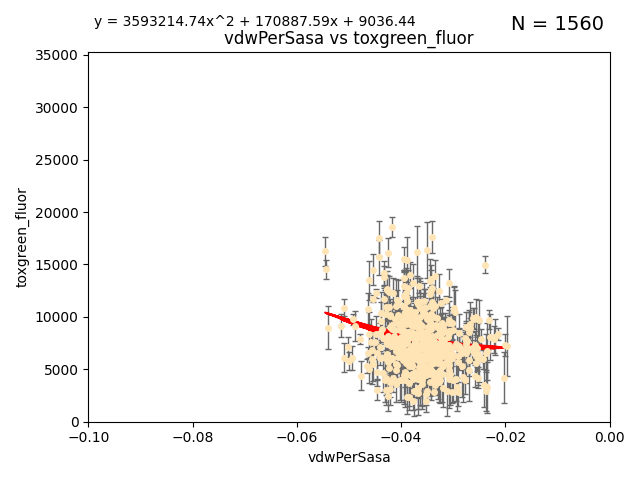 y = 3593214.74x^2 + 170887.59x + 9036.44
N = 1560
vdwPerSasa vs toxgreen_fluor
35000
30000
25000
20000
15000
10000
5000
0
toxgreen_fluor
−0.10
−0.08
−0.06
−0.04
−0.02
0.00
vdwPerSasa